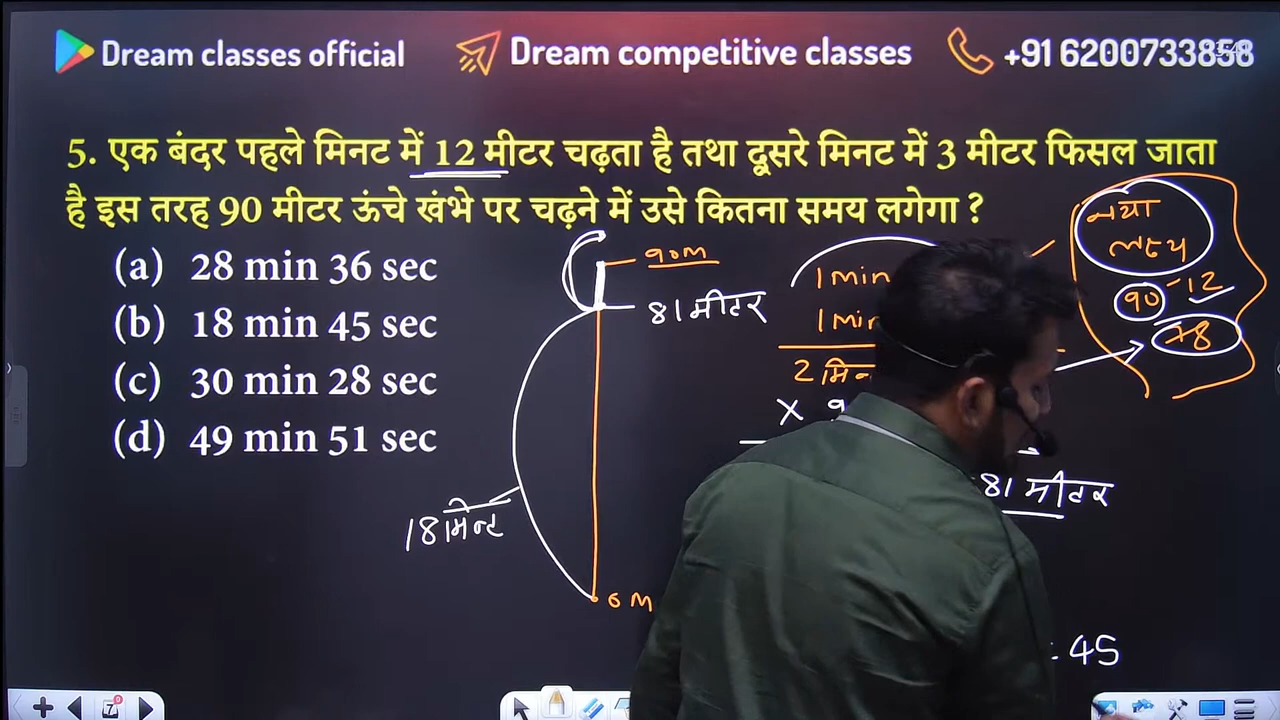 Dream classes official Dream competitive classes +91 6200733858
5. एक बंदर पहले मिनट में 12 मीटर चढ़ता है तथा दूसरे मिनट में 3 मीटर फिसल जाता
है इस तरह 90 मीटर ऊंचे खंभे पर चढ़ने में उसे कितना समय लगेगा ?
(a) 28 min 36 sec
(b) 18 min 45 sec
(c) 30 min 28 sec
(d) 49 min 51 sec
90M
81 मीटर
18 मिन्ट
0 M
1 Min
1 Min
2 मि
X 9
81 मीटर
: 45
नया
लक्ष्य
90 - 12
78